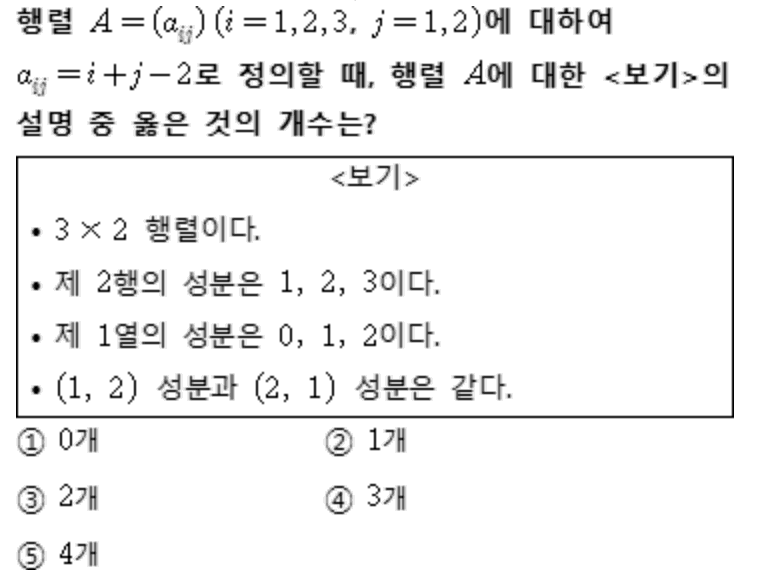 행렬 A=(a_{ij})(i=1,2,3, j=1,2)에 대하여
a_{ij}=i+j-2로 정의할 때, 행렬 A에 대한 <보기>의
설명 중 옳은 것의 개수는?
<보기>
• 3×2 행렬이다.
• 제 2행의 성분은 1, 2, 3이다.
• 제 1열의 성분은 0, 1, 2이다.
• (1, 2) 성분과 (2, 1) 성분은 같다.
① 0개 ② 1개
③ 2개 ④ 3개
⑤ 4개